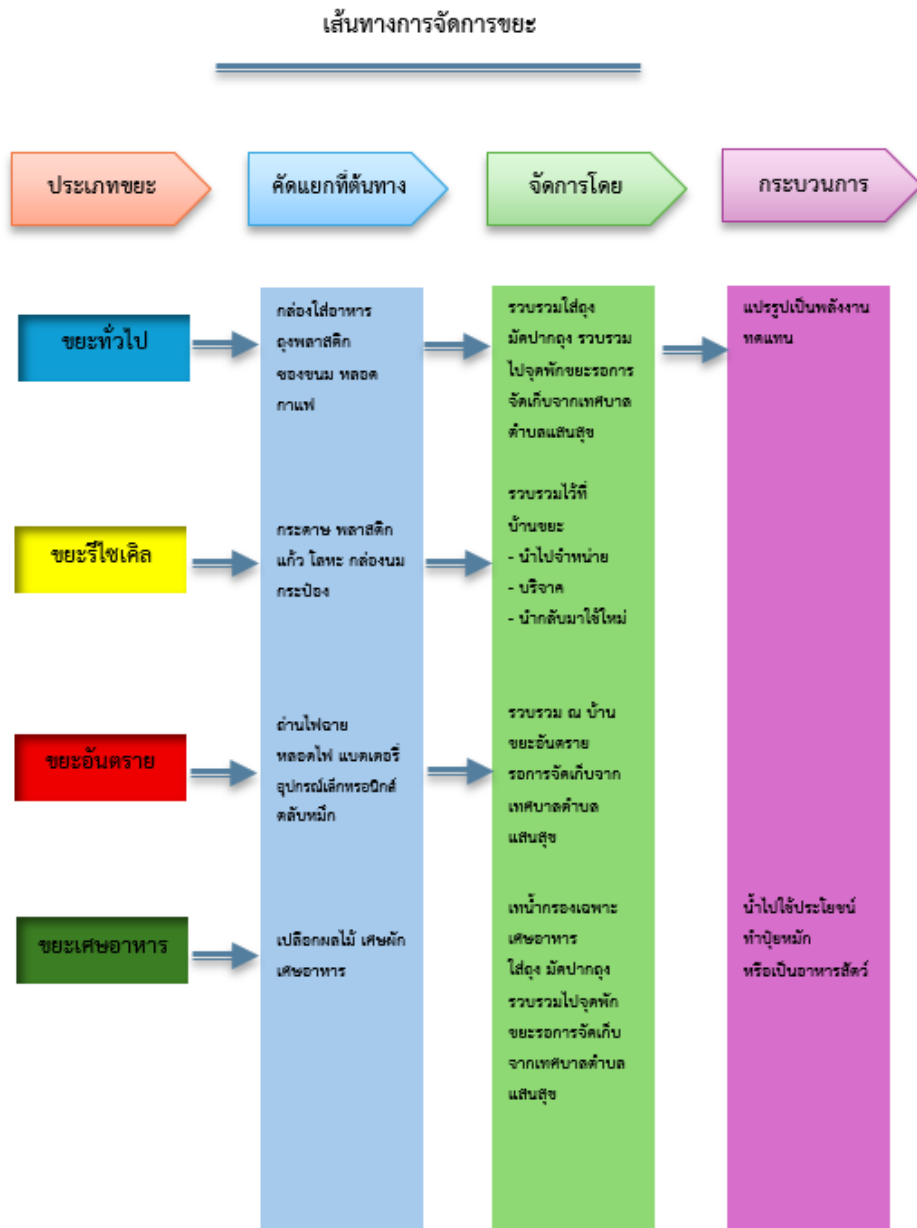 เส้นทางการจัดการขยะ
ประเภทขยะ
คัดแยกที่ต้นทาง
จัดการโดย
กระบวนการ
ขยะทั่วไป
กล่องใส่อาหาร
ถุงพลาสติก
ซองขนม หลอด
กาแฟ
รวบรวมใส่ถุง
มัดปากถุง รวบรวม
ไปจุดพักขยะรอการ
จัดเก็บจากเทศบาล
ตำบลแสนสุข
แปรรูปเป็นพลังงาน
ทดแทน
ขยะรีไซเคิล
กระดาษ พลาสติก
แก้ว โลหะ กล่องนม
กระป๋อง
รวบรวมไว้ที่
บ้านขยะ
- นำไปจำหน่าย
- บริจาค
- นำกลับมาใช้ใหม่
ขยะอันตราย
ถ่านไฟฉาย
หลอดไฟ แบตเตอรี่
อุปกรณ์เล็กทรอนิกส์
ตลับหมึก
รวบรวม ณ บ้าน
ขยะอันตราย
รอการจัดเก็บจาก
เทศบาลตำบล
แสนสุข
ขยะเศษอาหาร
เปลือกผลไม้ เศษผัก
เศษอาหาร
เทน้ำกรองเฉพาะ
เศษอาหาร
ใส่ถุง มัดปากถุง
รวบรวมไปจุดพัก
ขยะรอการจัดเก็บ
จากเทศบาลตำบล
แสนสุข
น้ำไปใช้ประโยชน์
ทำปุ๋ยหมัก
หรือเป็นอาหารสัตว์